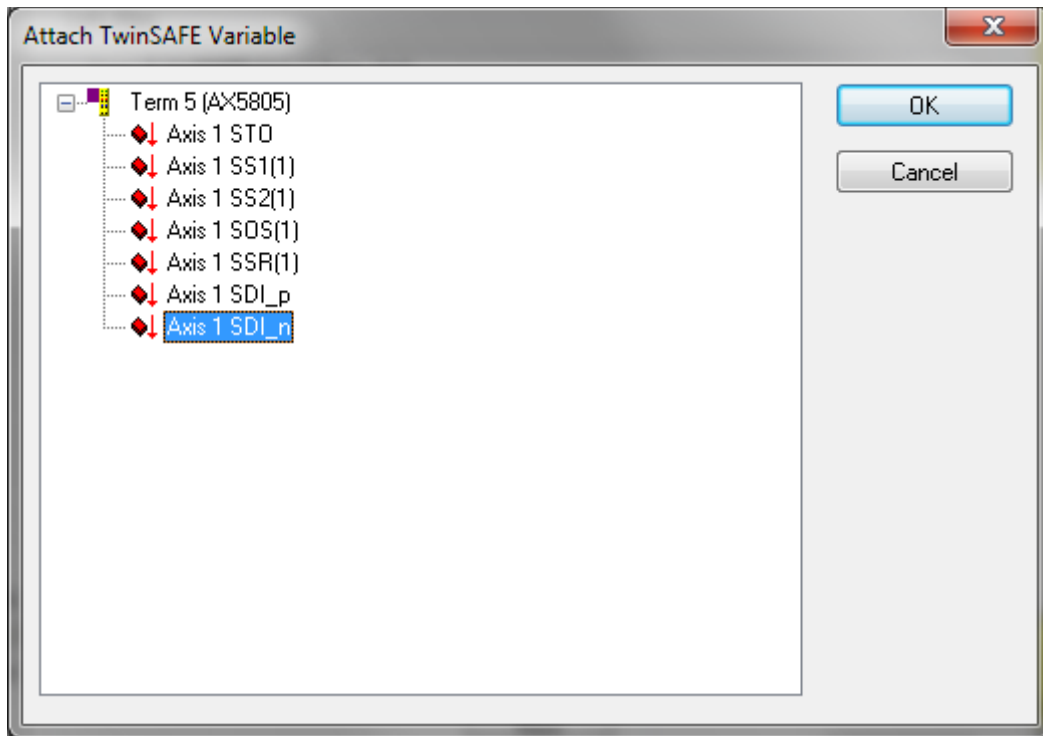 Attach TwinSAFE Variable
Term 5 (AX5805)
Axis 1 STO
Axis 1 SS1(1)
Axis 1 SS2(1)
Axis 1 SOS(1)
Axis 1 SSR(1)
Axis 1 SDI_p
Axis 1 SDI_n
OK
Cancel